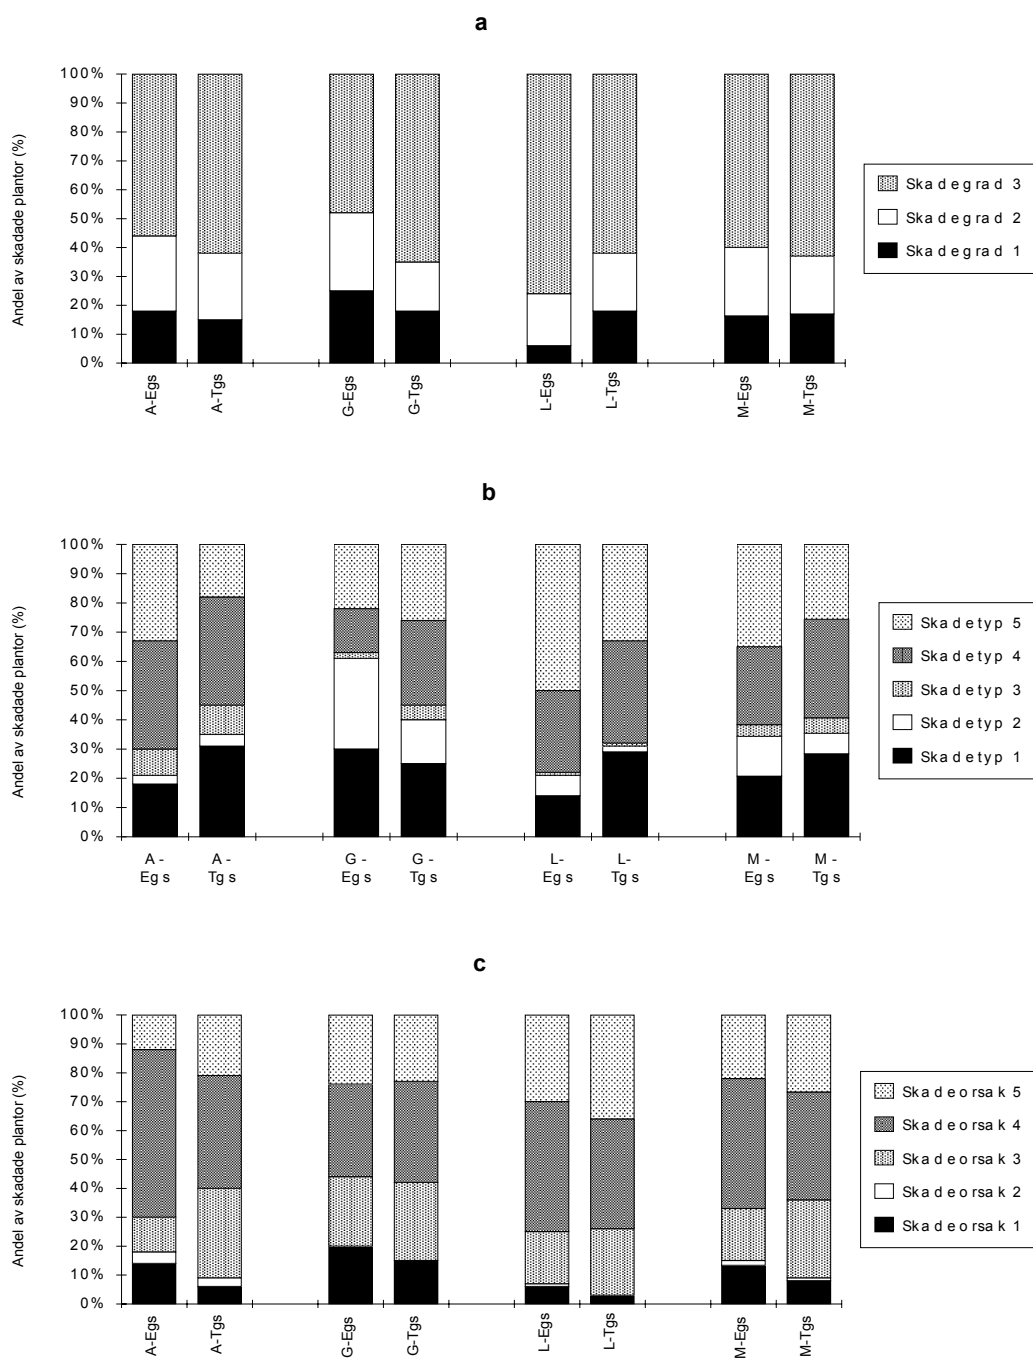 a
Andel av skadade plantor (%)
100%
90%
80%
70%
60%
50%
40%
30%
20%
10%
0%
A-Egs
A-Tgs
G-Egs
G-Tgs
L-Egs
L-Tgs
M-Egs
M-Tgs
Skadegrad 3
Skadegrad 2
Skadegrad 1
b
Andel av skadade plantor (%)
100%
90%
80%
70%
60%
50%
40%
30%
20%
10%
0%
A-
Egs
A-
Tgs
G-
Egs
G-
Tgs
L-
Egs
L-
Tgs
M-
Egs
M-
Tgs
Skadetyp 5
Skadetyp 4
Skadetyp 3
Skadetyp 2
Skadetyp 1
c
Andel av skadade plantor (%)
100%
90%
80%
70%
60%
50%
40%
30%
20%
10%
0%
A-Egs
A-Tgs
G-Egs
G-Tgs
L-Egs
L-Tgs
M-Egs
M-Tgs
Skadeorsak 5
Skadeorsak 4
Skadeorsak 3
Skadeorsak 2
Skadeorsak 1